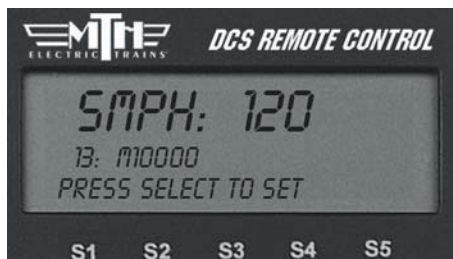 MTH DCS REMOTE CONTROL
ELECTRIC TRAINS
SMPH: 120
13: M10000
PRESS SELECT TO SET
S1 S2 S3 S4 S5